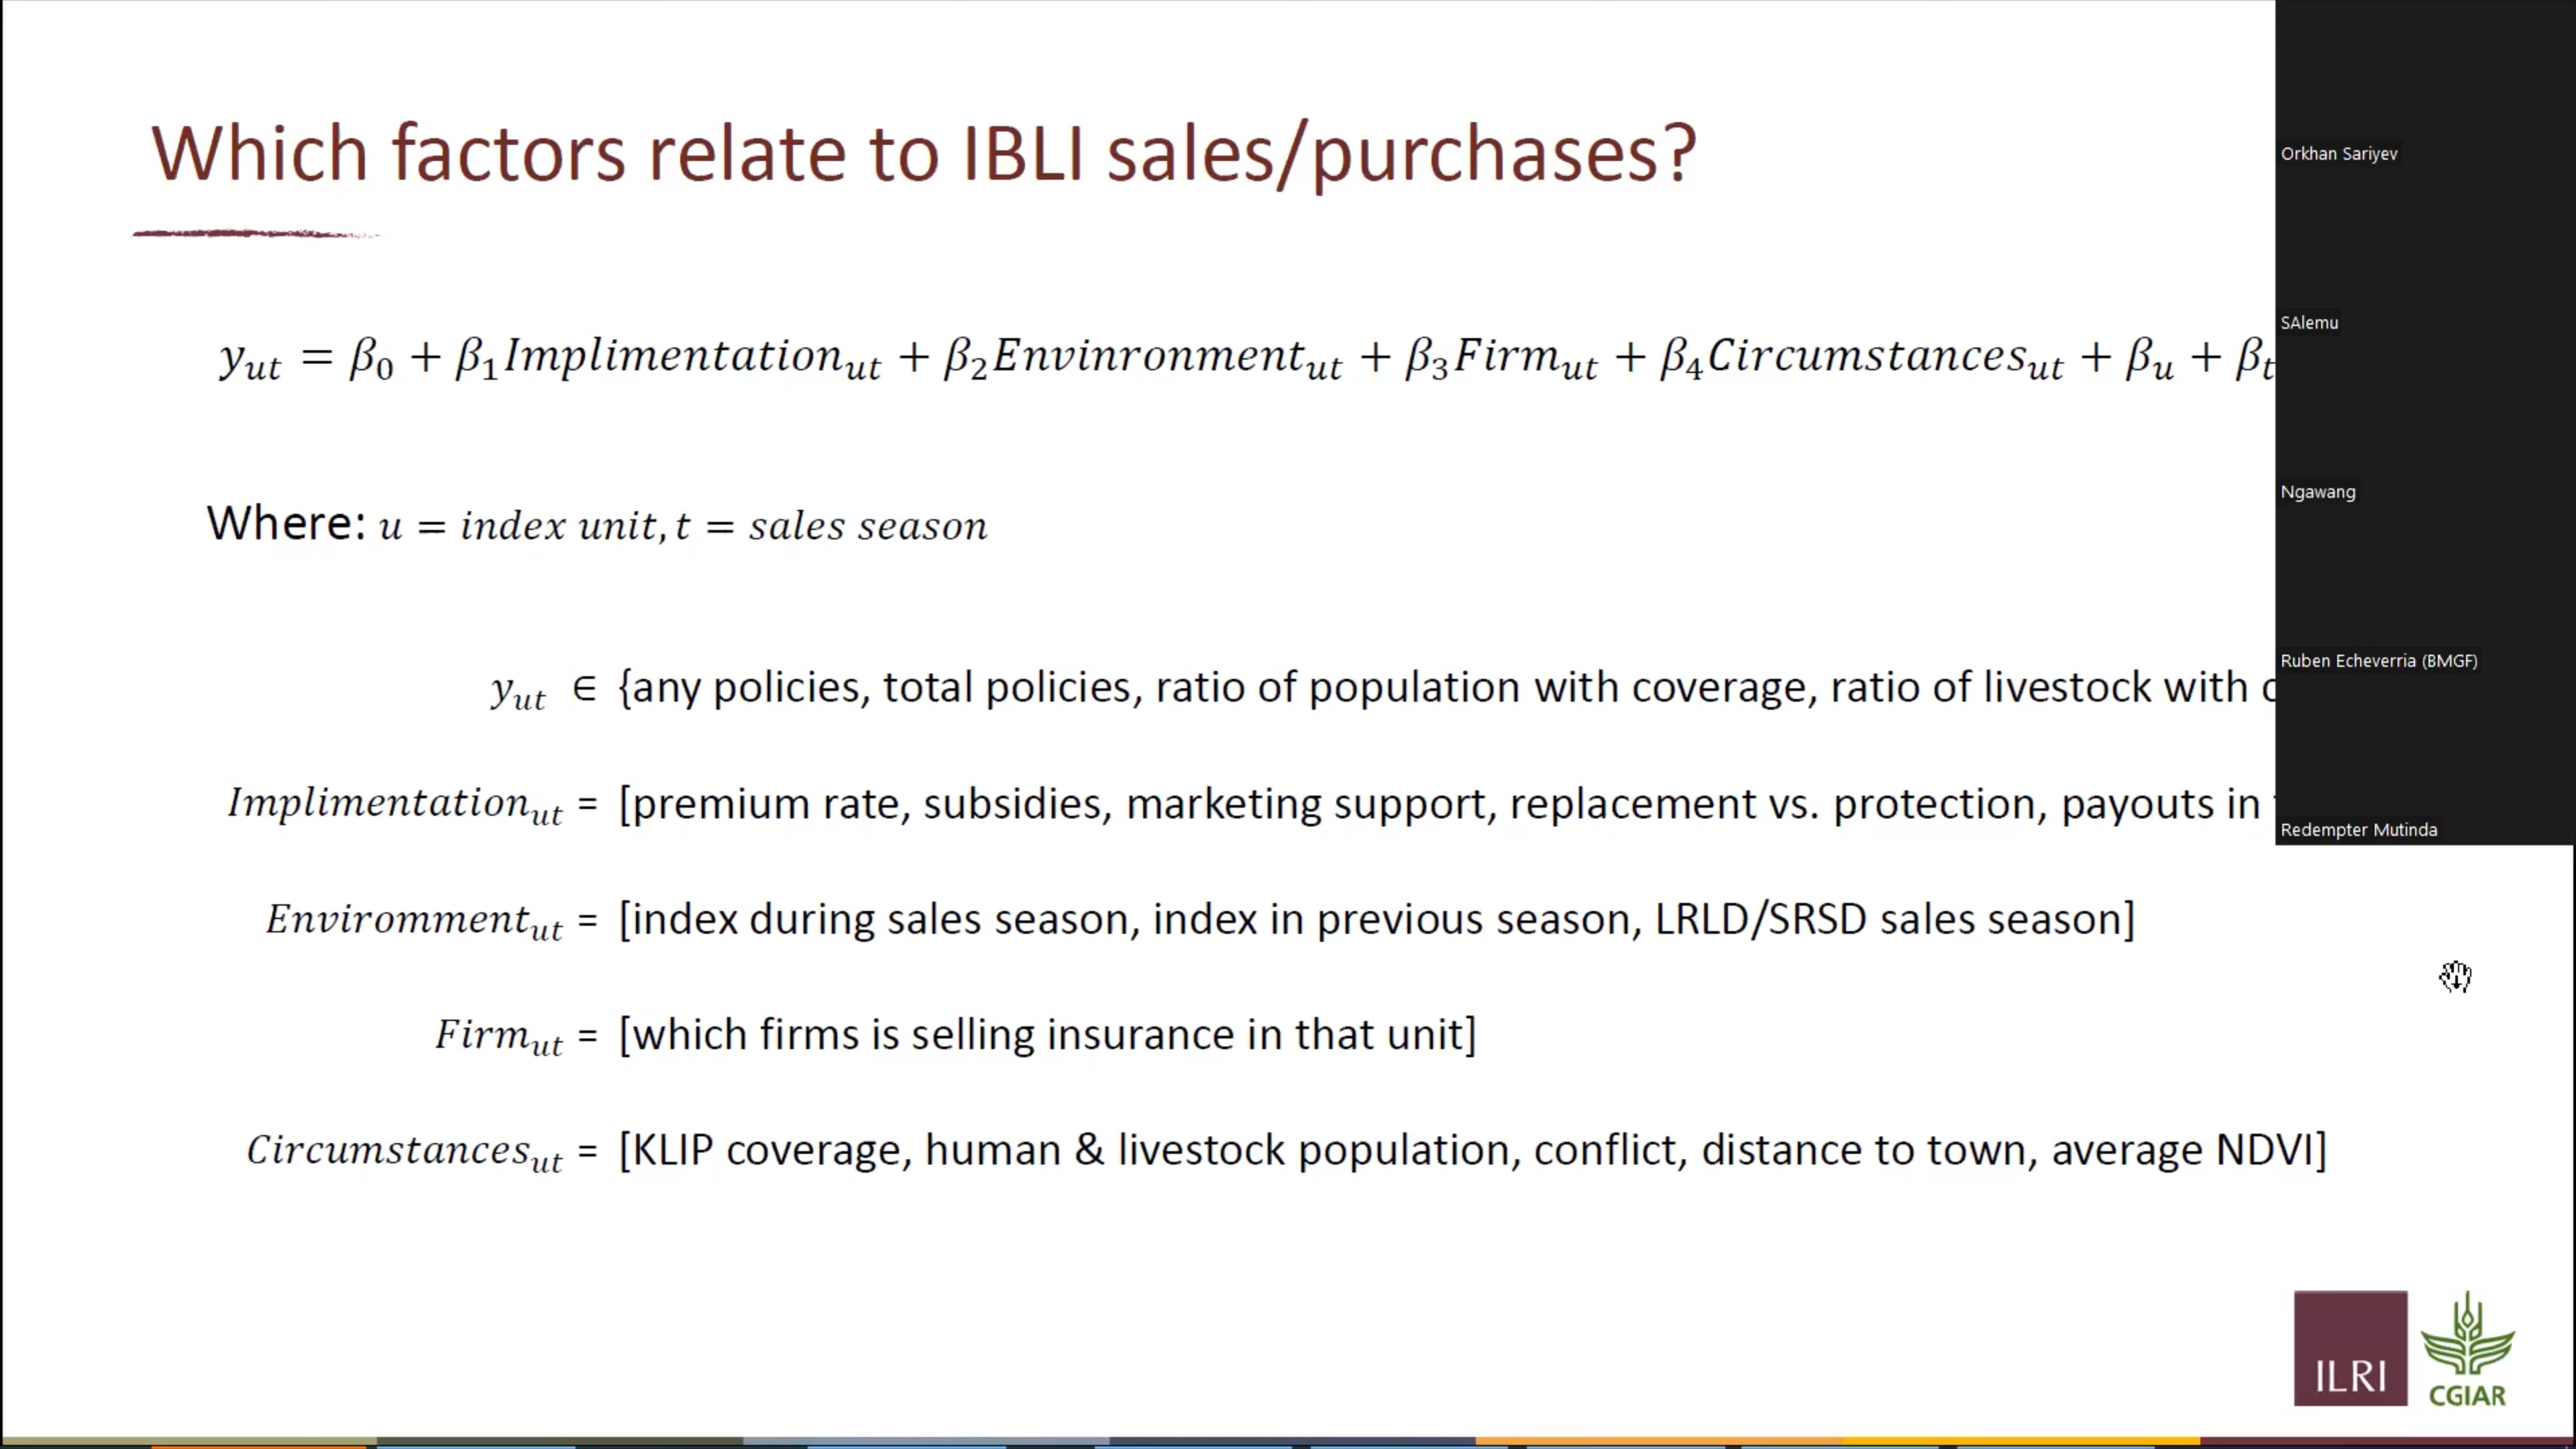 Which factors relate to IBLI sales/purchases?
y_ut = β_0 + β_1 Implimentation_ut + β_2 Envinronment_ut + β_3 Firm_ut + β_4 Circumstances_ut + β_u + β_t
Where: u = index unit, t = sales season
y_ut ∈ {any policies, total policies, ratio of population with coverage, ratio of livestock with
Implimentation_ut = [premium rate, subsidies, marketing support, replacement vs. protection, payouts in
Enviromment_ut = [index during sales season, index in previous season, LRLD/SRSD sales season]
Firm_ut = [which firms is selling insurance in that unit]
Circumstances_ut = [KLIP coverage, human & livestock population, conflict, distance to town, average NDVI]
Orkhan Sariyev
SAlemu
Ngawang
Ruben Echeverria (BMGF)
Redempter Mutinda
ILRI
CGIAR